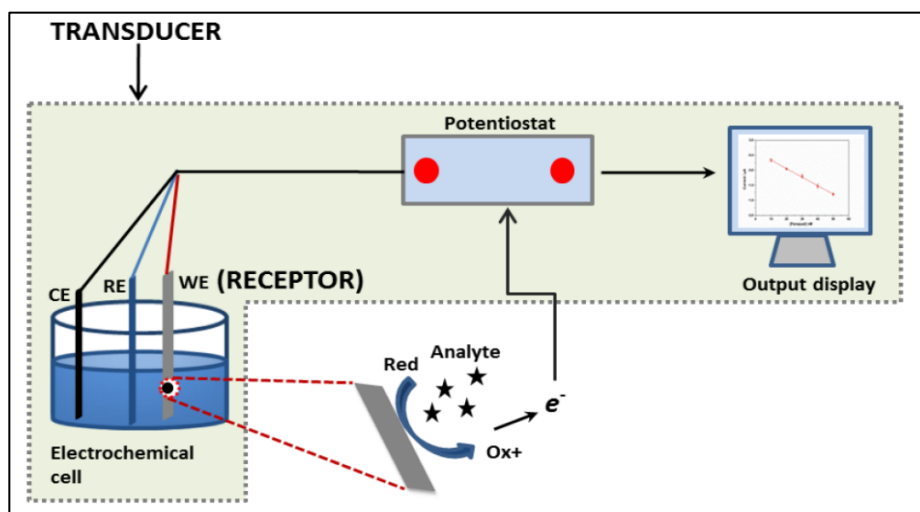 TRANSDUCER
Potentiostat
CE
RE
WE (RECEPTOR)
Output display
Electrochemical
cell
Red
Analyte
e-
Ox+